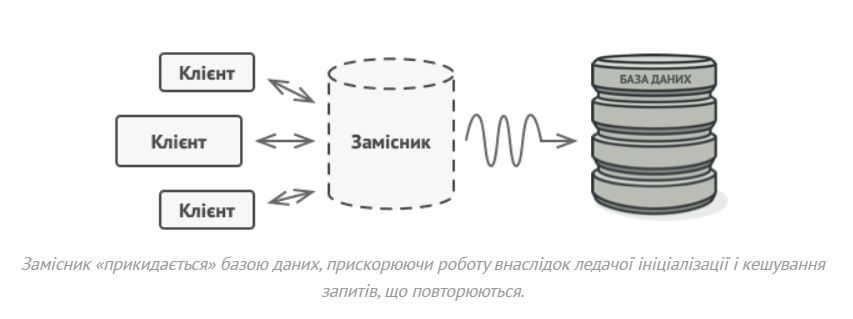 Клієнт
Клієнт
Клієнт
Замісник
БАЗА ДАНИХ
Замісник «прикидається» базою даних, прискорюючи роботу внаслідок ледачої ініціалізації і кешування
запитів, що повторюються.